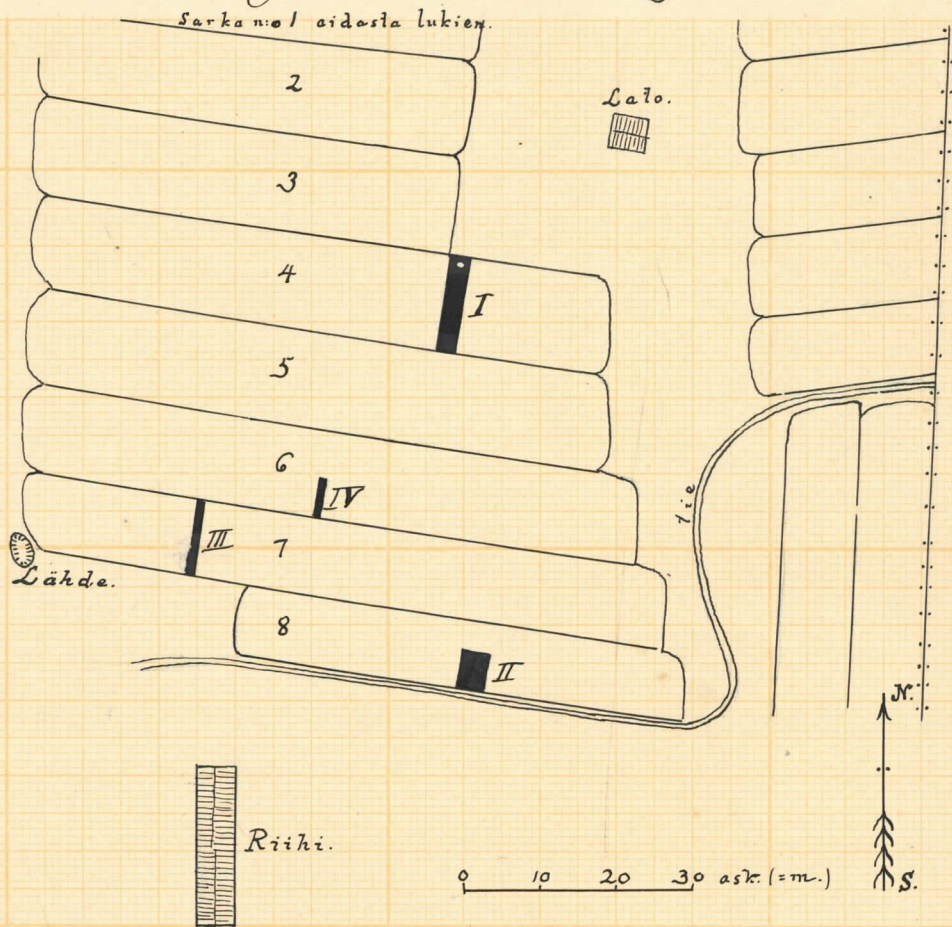 Sarka n:o 1 aidasta lukien.
2
Lato.
3
4
I
5
6
IV
III
7
tie
Lähde.
8
II
N.
Riihi.
0 10 20 30 ask. (=m.)
S.